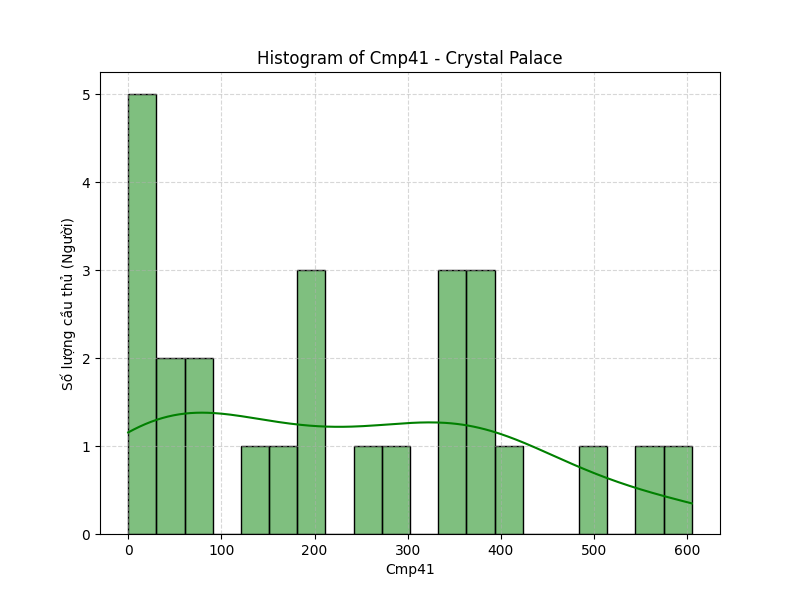 Histogram of Cmp41 - Crystal Palace
Số lượng cầu thủ (Người)
5
4
3
2
1
0
0 100 200 300 400 500 600
Cmp41